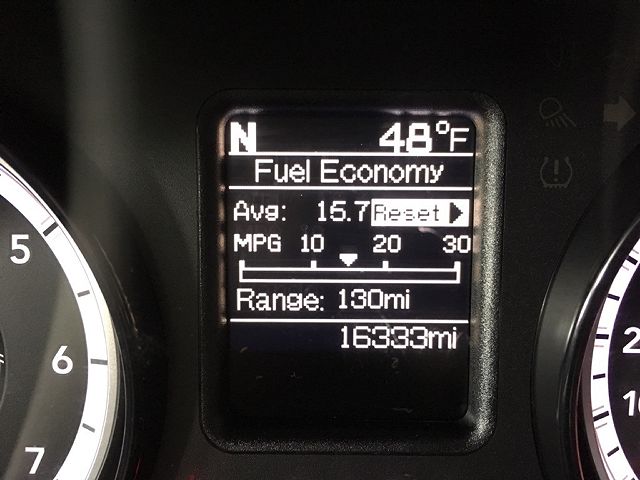 N 48°F
Fuel Economy
Avg: 15.7 Reset
MPG 10 20 30
Range: 130mi
16333mi
5
6
7